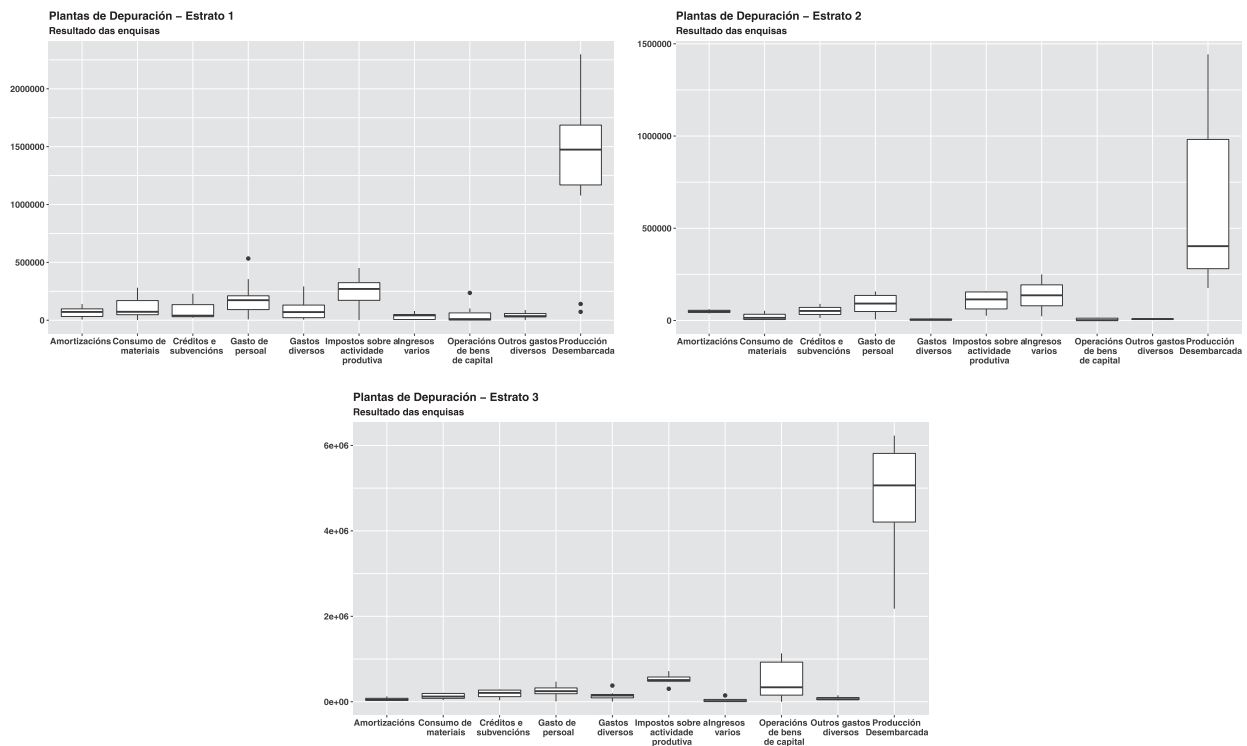 Plantas de Depuración – Estrato 1
Resultado das enquisas
2000000
1500000
1000000
500000
0
Amortizacións Consumo de Créditos e Gasto de Gastos Impostos sobre aIngresos Operacións Outros gastos Producción
materiais subvencións persoal diversos actividade varios de bens diversos Desembarcada
produtiva de capital
Plantas de Depuración – Estrato 2
Resultado das enquisas
1500000
1000000
500000
0
Amortizacións Consumo de Créditos e Gasto de Gastos Impostos sobre aIngresos Operacións Outros gastos Producción
materiais subvencións persoal diversos actividade varios de bens diversos Desembarcada
produtiva de capital
Plantas de Depuración – Estrato 3
Resultado das enquisas
6e+06
4e+06
2e+06
0e+00
Amortizacións Consumo de Créditos e Gasto de Gastos Impostos sobre aIngresos Operacións Outros gastos Producción
materiais subvencións persoal diversos actividade varios de bens diversos Desembarcada
produtiva de capital